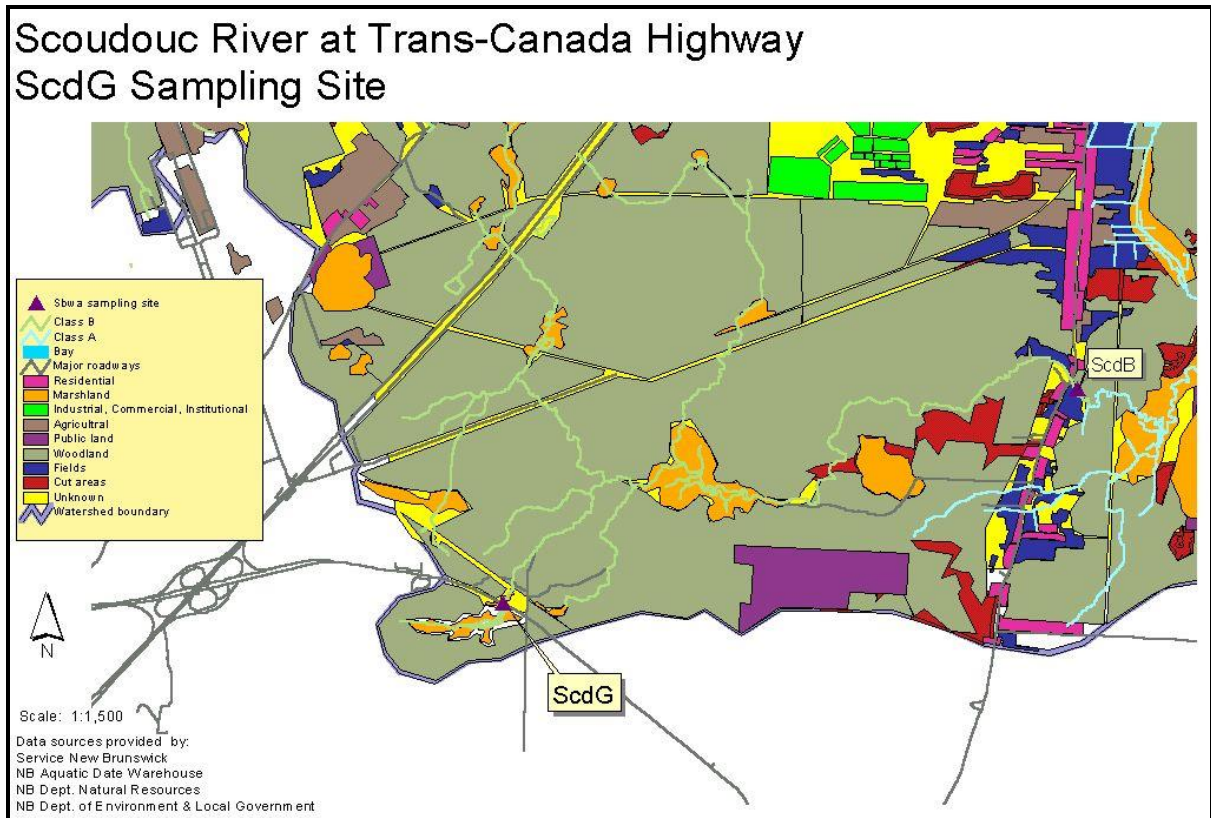 Scoudouc River at Trans-Canada Highway
ScdG Sampling Site
Sbwa sampling site
Class B
Class A
Bay
Major roadways
Residential
Marshland
Industrial, Commercial, Institutional
Agricultral
Public land
Woodland
Fields
Cut areas
Unknown
Watershed boundary
ScdB
N
ScdG
Scale: 1:1,500
Data sources provided by:
Service New Brunswick
NB Aquatic Date Warehouse
NB Dept. Natural Resources
NB Dept. of Environment & Local Government